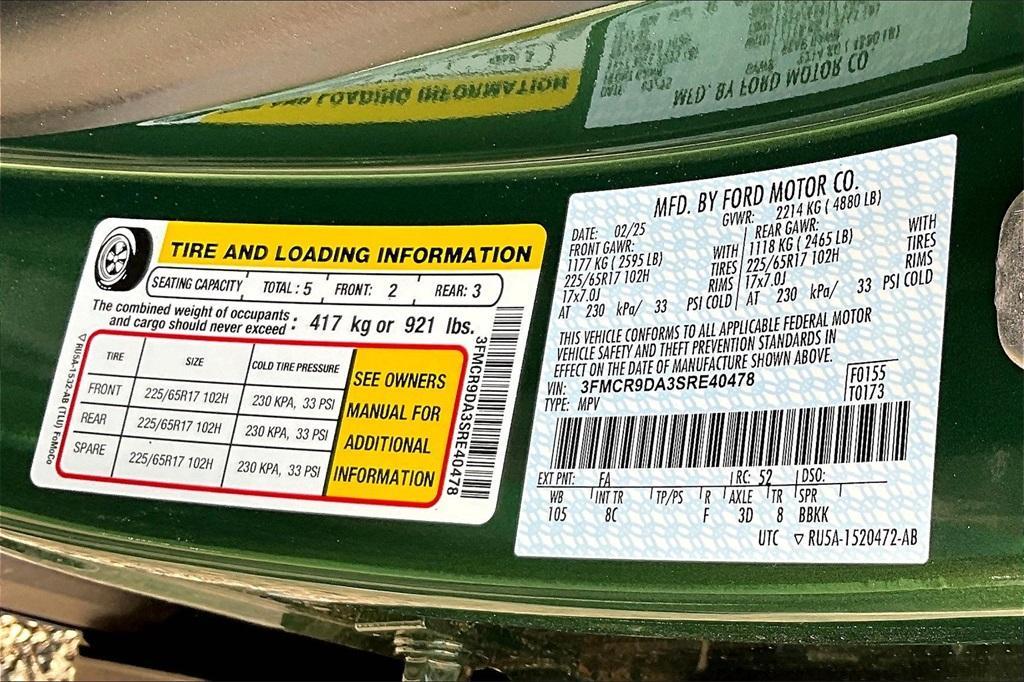 TIRE AND LOADING INFORMATION
SEATING CAPACITY TOTAL : 5 FRONT: 2 REAR: 3
The combined weight of occupants
and cargo should never exceed : 417 kg or 921 lbs.
TIRE SIZE COLD TIRE PRESSURE
FRONT 225/65R17 102H 230 KPA, 33 PSI
REAR 225/65R17 102H 230 KPA, 33 PSI
SPARE 225/65R17 102H 230 KPA, 33 PSI
SEE OWNERS
MANUAL FOR
ADDITIONAL
INFORMATION
3FMCR9DA3SRE40478
▽ RU5A-1532-AB (TLU) FoMoCo
MFD. BY FORD MOTOR CO.
DATE: 02/25 GVWR: 2214 KG ( 4880 LB)
FRONT GAWR: REAR GAWR:
1177 KG ( 2595 LB) WITH 1118 KG ( 2465 LB) WITH
225/65R17 102H TIRES 225/65R17 102H TIRES
17x7.0J RIMS 17x7.0J RIMS
AT 230 kPa/ 33 PSI COLD AT 230 kPa/ 33 PSI COLD
THIS VEHICLE CONFORMS TO ALL APPLICABLE FEDERAL MOTOR
VEHICLE SAFETY AND THEFT PREVENTION STANDARDS IN
EFFECT ON THE DATE OF MANUFACTURE SHOWN ABOVE.
VIN: 3FMCR9DA3SRE40478 F0155
TYPE: MPV T0173
EXT PNT: FA RC: 52 DSO:
WB INT TR TP/PS R AXLE TR SPR
105 8C F 3D 8 BBKK
UTC ▽ RU5A-1520472-AB